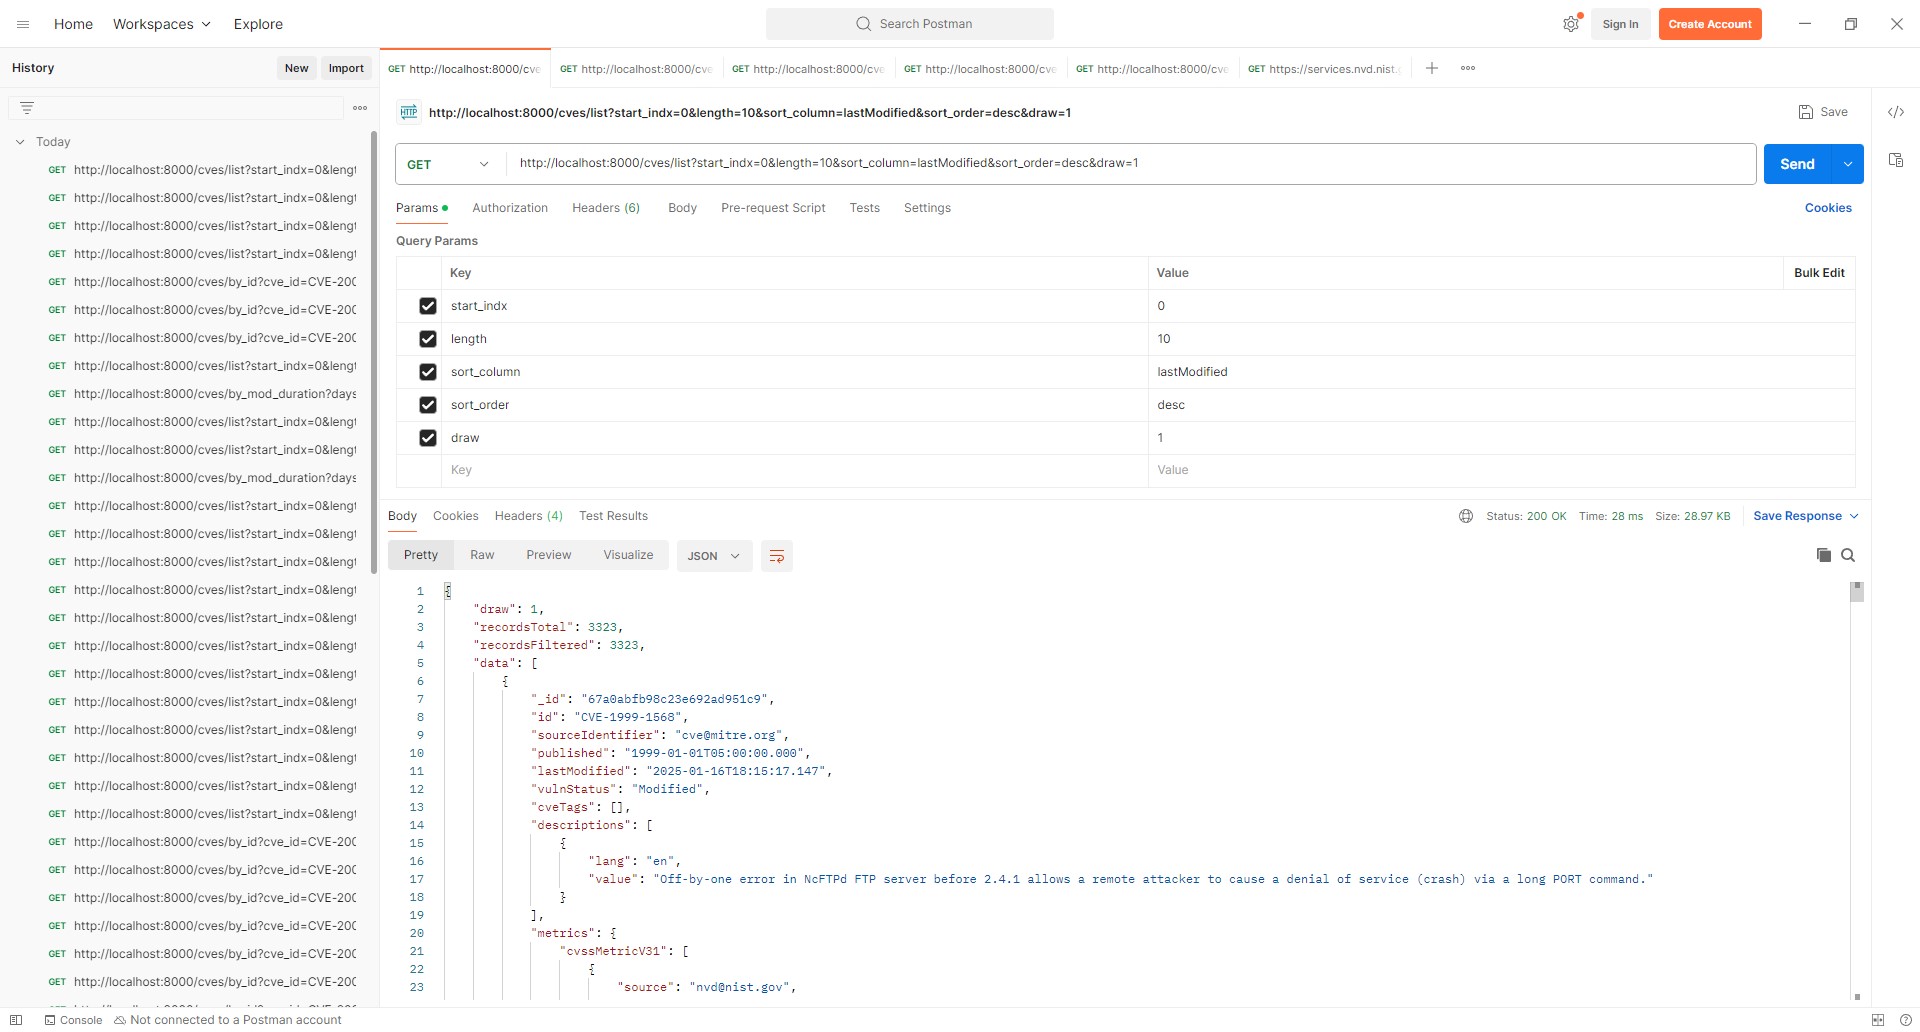 Home Workspaces Explore Search Postman Sign In Create Account
History New Import
GET http://localhost:8000/cve GET http://localhost:8000/cve GET http://localhost:8000/cve GET http://localhost:8000/cve GET http://localhost:8000/cve GET https://services.nvd.nist.
Today
GET http://localhost:8000/cves/list?start_indx=0&lengt
GET http://localhost:8000/cves/list?start_indx=0&lengt
GET http://localhost:8000/cves/list?start_indx=0&lengt
GET http://localhost:8000/cves/list?start_indx=0&lengt
GET http://localhost:8000/cves/by_id?cve_id=CVE-200
GET http://localhost:8000/cves/by_id?cve_id=CVE-200
GET http://localhost:8000/cves/by_id?cve_id=CVE-200
GET http://localhost:8000/cves/list?start_indx=0&lengt
GET http://localhost:8000/cves/by_mod_duration?days
GET http://localhost:8000/cves/list?start_indx=0&lengt
GET http://localhost:8000/cves/list?start_indx=0&lengt
GET http://localhost:8000/cves/by_mod_duration?days
GET http://localhost:8000/cves/list?start_indx=0&lengt
GET http://localhost:8000/cves/list?start_indx=0&lengt
GET http://localhost:8000/cves/list?start_indx=0&lengt
GET http://localhost:8000/cves/list?start_indx=0&lengt
GET http://localhost:8000/cves/list?start_indx=0&lengt
GET http://localhost:8000/cves/list?start_indx=0&lengt
GET http://localhost:8000/cves/list?start_indx=0&lengt
GET http://localhost:8000/cves/list?start_indx=0&lengt
GET http://localhost:8000/cves/list?start_indx=0&lengt
GET http://localhost:8000/cves/list?start_indx=0&lengt
GET http://localhost:8000/cves/list?start_indx=0&lengt
GET http://localhost:8000/cves/list?start_indx=0&lengt
GET http://localhost:8000/cves/by_id?cve_id=CVE-200
GET http://localhost:8000/cves/by_id?cve_id=CVE-200
GET http://localhost:8000/cves/by_id?cve_id=CVE-200
GET http://localhost:8000/cves/by_id?cve_id=CVE-200
GET http://localhost:8000/cves/by_id?cve_id=CVE-200
GET http://localhost:8000/cves/by_id?cve_id=CVE-200
HTTP http://localhost:8000/cves/list?start_indx=0&length=10&sort_column=lastModified&sort_order=desc&draw=1 Save
GET http://localhost:8000/cves/list?start_indx=0&length=10&sort_column=lastModified&sort_order=desc&draw=1 Send
Params Authorization Headers (6) Body Pre-request Script Tests Settings Cookies
Query Params
Key Value Bulk Edit
start_indx 0
length 10
sort_column lastModified
sort_order desc
draw 1
Key Value
Body Cookies Headers (4) Test Results Status: 200 OK Time: 28 ms Size: 28.97 KB Save Response
Pretty Raw Preview Visualize JSON
1 {
2 "draw": 1,
3 "recordsTotal": 3323,
4 "recordsFiltered": 3323,
5 "data": [
6 {
7 "_id": "67a0abfb98c23e692ad951c9",
8 "id": "CVE-1999-1568",
9 "sourceIdentifier": "cve@mitre.org",
10 "published": "1999-01-01T05:00:00.000",
11 "lastModified": "2025-01-16T18:15:17.147",
12 "vulnStatus": "Modified",
13 "cveTags": [],
14 "descriptions": [
15 {
16 "lang": "en",
17 "value": "Off-by-one error in NcFTPd FTP server before 2.4.1 allows a remote attacker to cause a denial of service (crash) via a long PORT command."
18 }
19 ],
20 "metrics": {
21 "cvssMetricV31": [
22 {
23 "source": "nvd@nist.gov",
Console Not connected to a Postman account